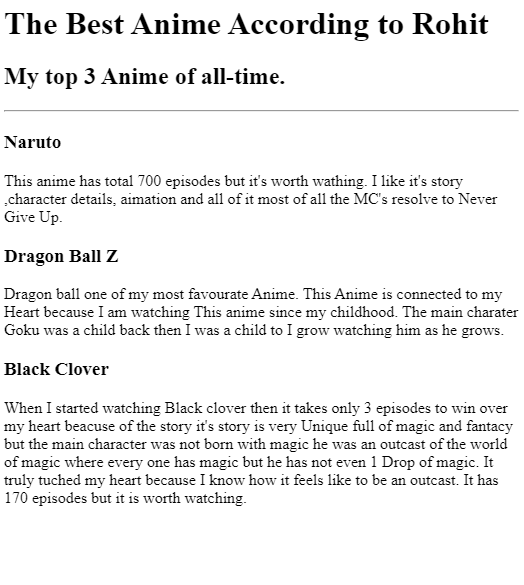 The Best Anime According to Rohit
My top 3 Anime of all-time.
Naruto
This anime has total 700 episodes but it's worth wathing. I like it's story
,character details, aimation and all of it most of all the MC's resolve to Never
Give Up.
Dragon Ball Z
Dragon ball one of my most favourate Anime. This Anime is connected to my
Heart because I am watching This anime since my childhood. The main charater
Goku was a child back then I was a child to I grow watching him as he grows.
Black Clover
When I started watching Black clover then it takes only 3 episodes to win over
my heart beacuse of the story it's story is very Unique full of magic and fantacy
but the main character was not born with magic he was an outcast of the world
of magic where every one has magic but he has not even 1 Drop of magic. It
truly tuched my heart because I know how it feels like to be an outcast. It has
170 episodes but it is worth watching.